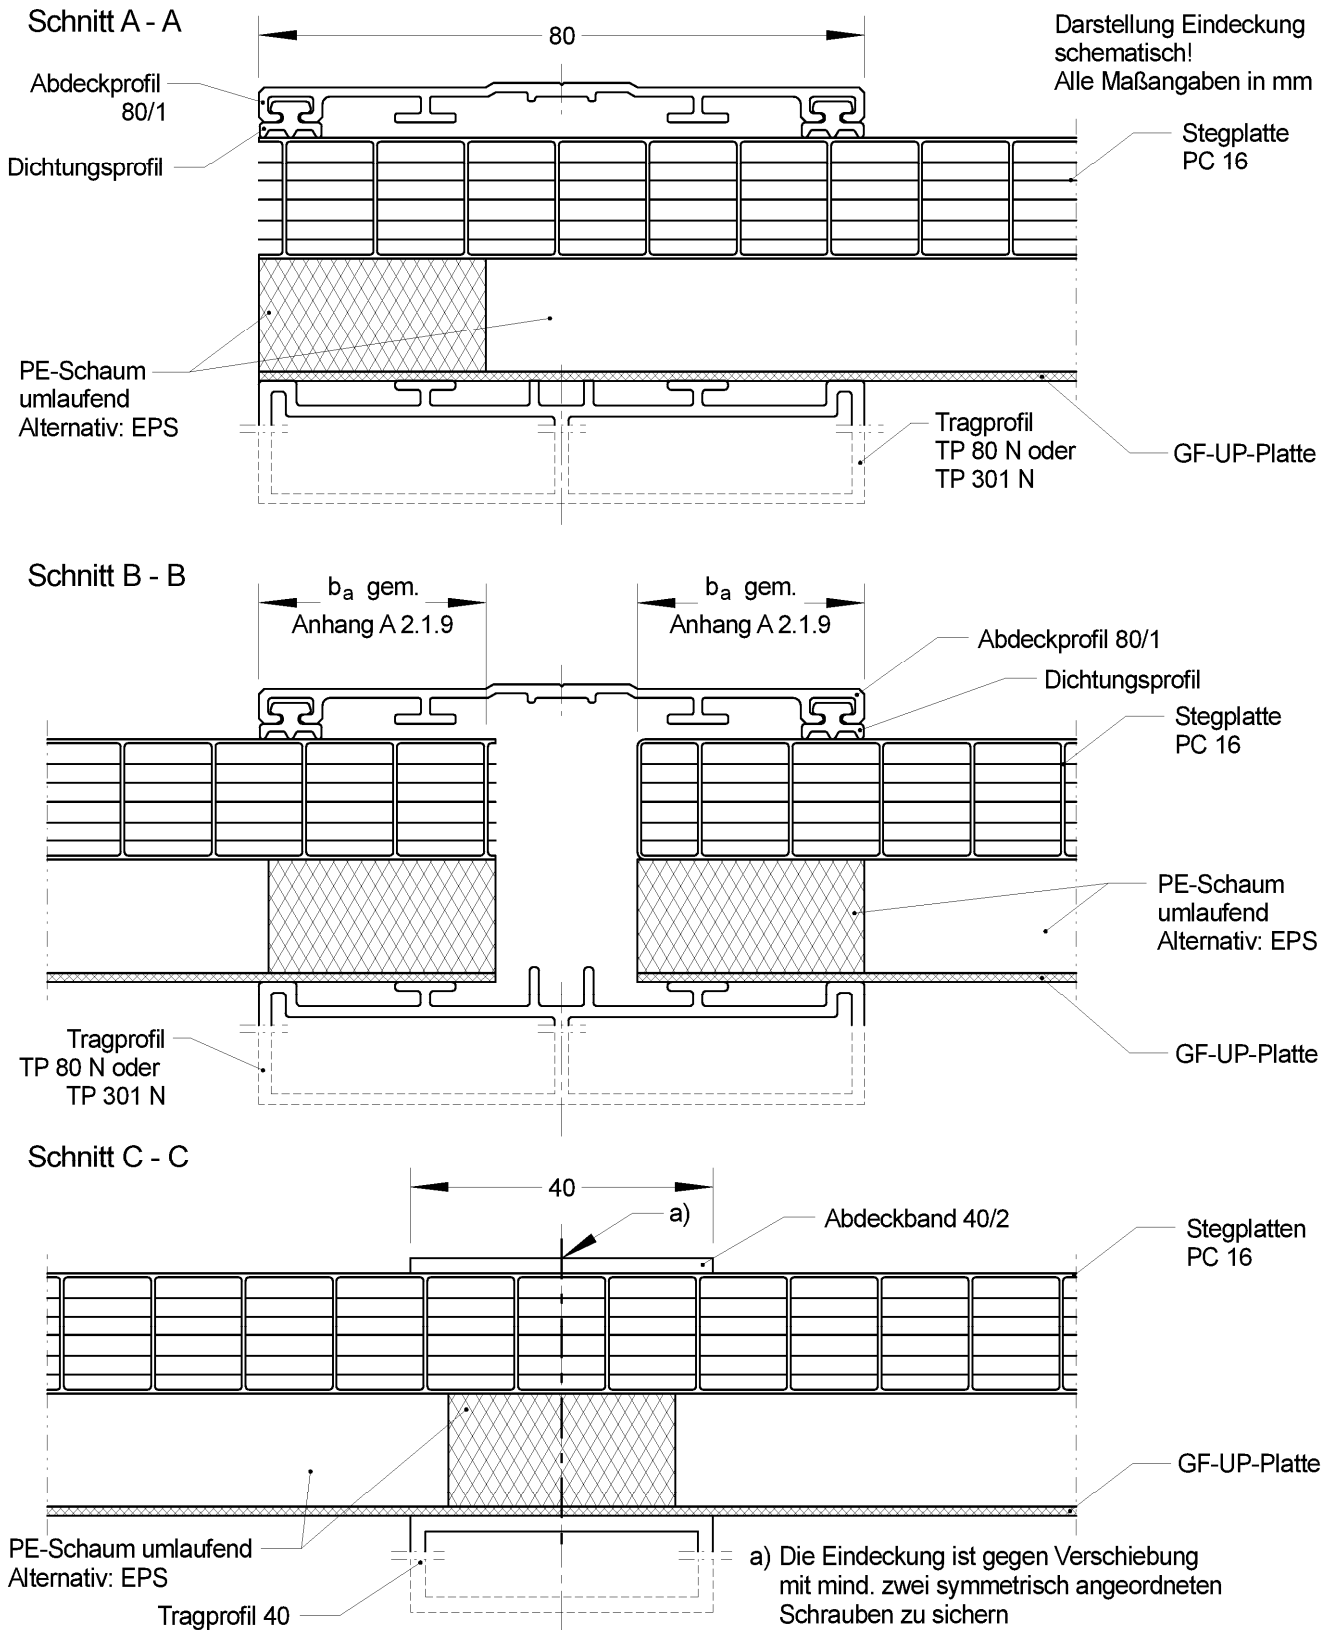 Schnitt A - A
80
Darstellung Eindeckung
schematisch!
Alle Maßangaben in mm
Abdeckprofil
80/1
Dichtungsprofil
Stegplatte
PC 16
PE-Schaum
umlaufend
Alternativ: EPS
Tragprofil
TP 80 N oder
TP 301 N
GF-UP-Platte
Schnitt B - B
ba gem.
Anhang A 2.1.9
ba gem.
Anhang A 2.1.9
Abdeckprofil 80/1
Dichtungsprofil
Stegplatte
PC 16
PE-Schaum
umlaufend
Alternativ: EPS
Tragprofil
TP 80 N oder
TP 301 N
GF-UP-Platte
Schnitt C - C
40
a)
Abdeckband 40/2
Stegplatten
PC 16
GF-UP-Platte
PE-Schaum umlaufend
Alternativ: EPS
Tragprofil 40
a) Die Eindeckung ist gegen Verschiebung
mit mind. zwei symmetrisch angeordneten
Schrauben zu sichern